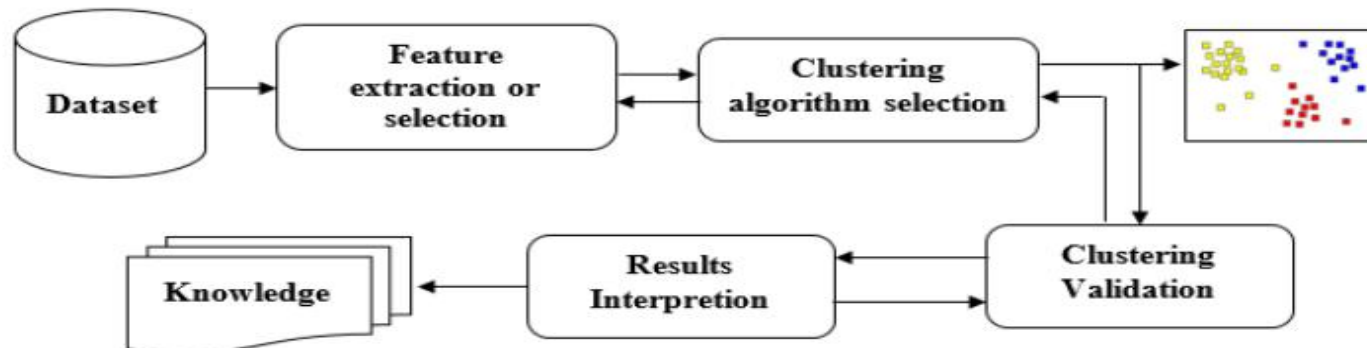 Dataset
Feature
extraction or
selection
Clustering
algorithm selection
Knowledge
Results
Interpretion
Clustering
Validation